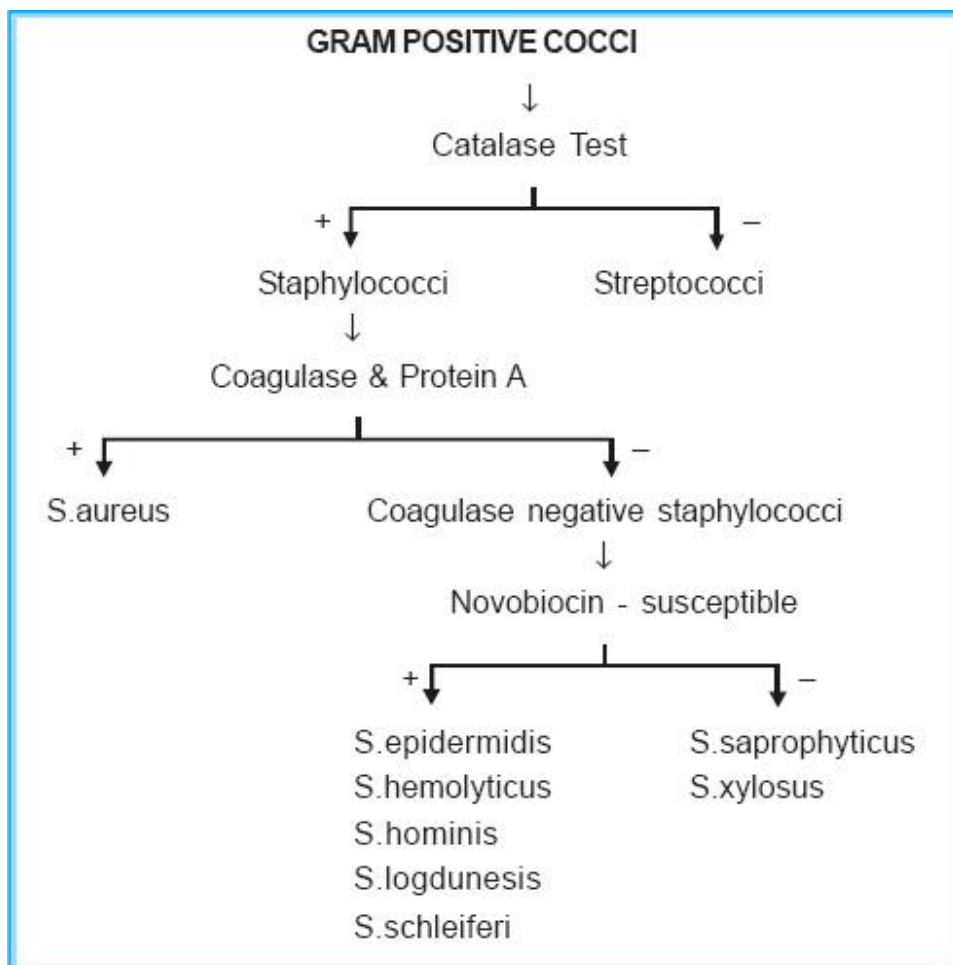 GRAM POSITIVE COCCI
↓
Catalase Test
+ –
Staphylococci Streptococci
↓
Coagulase & Protein A
+ –
S.aureus Coagulase negative staphylococci
↓
Novobiocin - susceptible
+ –
S.epidermidis S.saprophyticus
S.hemolyticus S.xylosus
S.hominis
S.logdunesis
S.schleiferi